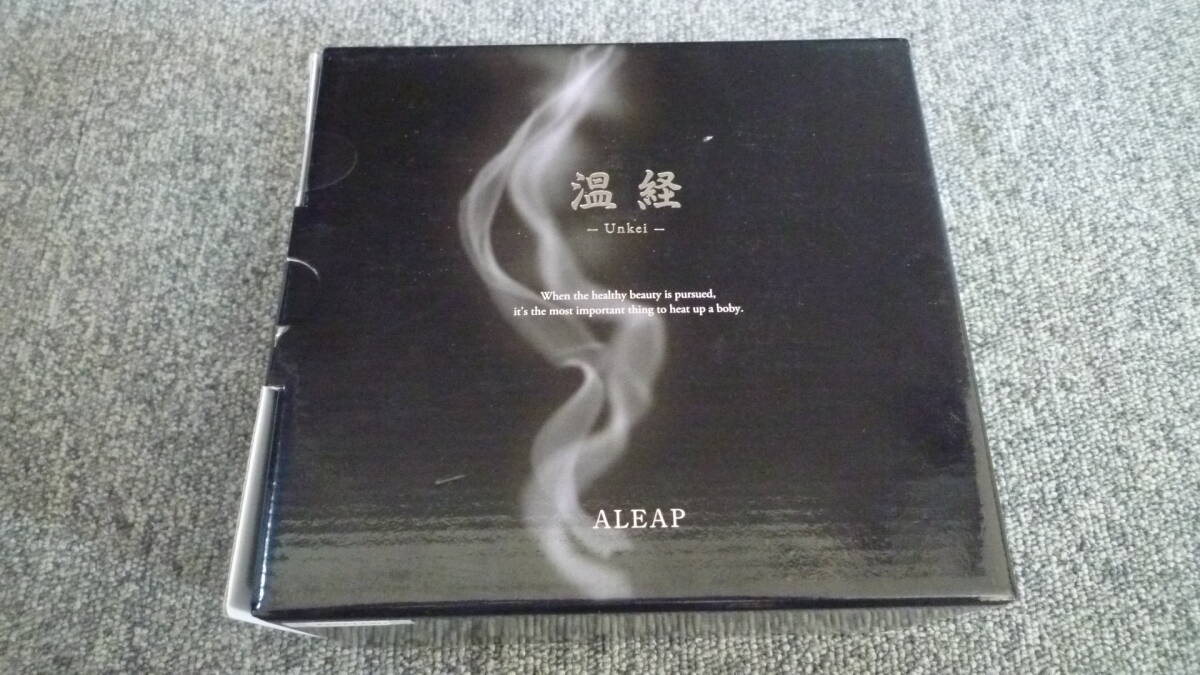 温経
– Unkei –
When the healthy beauty is pursued,
it's the most important thing to heat up a boby.
ALEAP